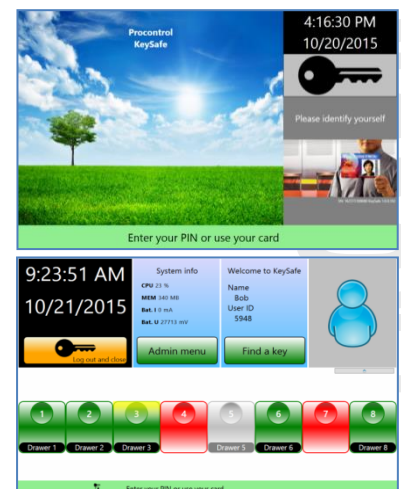 Procontrol
KeySafe
4:16:30 PM
10/20/2015
Please identify yourself
Enter your PIN or use your card
9:23:51 AM
10/21/2015
Log out and close
System info
CPU 23 %
MEM 340 MB
Bat. I 0 mA
Bat. U 27713 mV
Admin menu
Welcome to KeySafe
Name
Bob
User ID
5948
Find a key
1 2 3 4 5 6 7 8
Drawer 1 Drawer 2 Drawer 3 Drawer 5 Drawer 6 Drawer 8
Enter your PIN or use your card